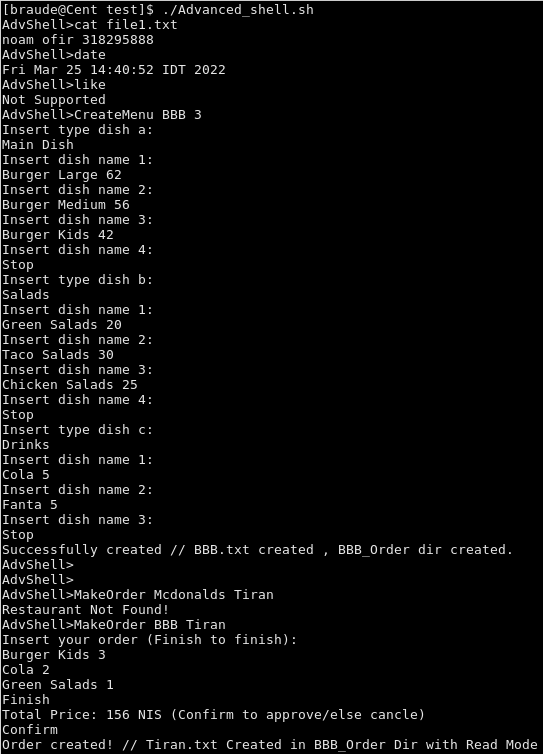 [braude@Cent test]$ ./Advanced_shell.sh
AdvShell>cat file1.txt
noam ofir 318295888
AdvShell>date
Fri Mar 25 14:40:52 IDT 2022
AdvShell>like
Not Supported
AdvShell>CreateMenu BBB 3
Insert type dish a:
Main Dish
Insert dish name 1:
Burger Large 62
Insert dish name 2:
Burger Medium 56
Insert dish name 3:
Burger Kids 42
Insert dish name 4:
Stop
Insert type dish b:
Salads
Insert dish name 1:
Green Salads 20
Insert dish name 2:
Taco Salads 30
Insert dish name 3:
Chicken Salads 25
Insert dish name 4:
Stop
Insert type dish c:
Drinks
Insert dish name 1:
Cola 5
Insert dish name 2:
Fanta 5
Insert dish name 3:
Stop
Successfully created // BBB.txt created , BBB_Order dir created.
AdvShell>
AdvShell>
AdvShell>MakeOrder Mcdonalds Tiran
Restaurant Not Found!
AdvShell>MakeOrder BBB Tiran
Insert your order (Finish to finish):
Burger Kids 3
Cola 2
Green Salads 1
Finish
Total Price: 156 NIS (Confirm to approve/else cancle)
Confirm
Order created! // Tiran.txt Created in BBB_Order Dir with Read Mode